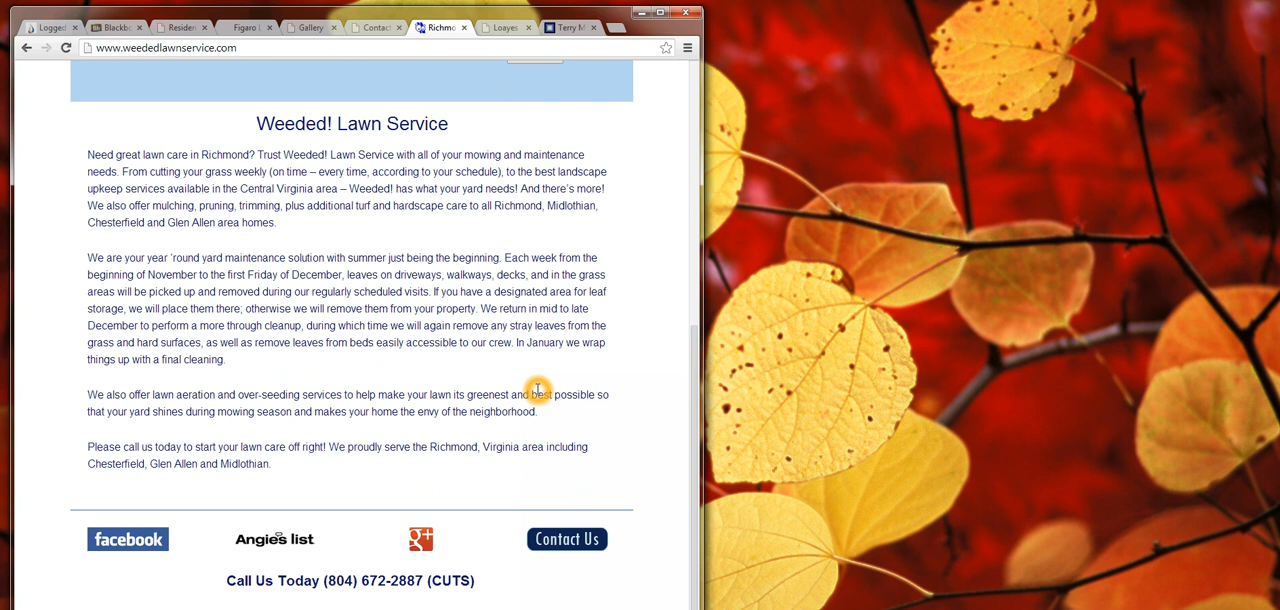 Logged
Blackb
Residen
Figaro L
Gallery
Contact
Richmo
Loayes
Terry M
www.weededlawnservice.com
Weeded! Lawn Service
Need great lawn care in Richmond? Trust Weeded! Lawn Service with all of your mowing and maintenance
needs. From cutting your grass weekly (on time – every time, according to your schedule), to the best landscape
upkeep services available in the Central Virginia area – Weeded! has what your yard needs! And there's more!
We also offer mulching, pruning, trimming, plus additional turf and hardscape care to all Richmond, Midlothian,
Chesterfield and Glen Allen area homes.
We are your year 'round yard maintenance solution with summer just being the beginning. Each week from the
beginning of November to the first Friday of December, leaves on driveways, walkways, decks, and in the grass
areas will be picked up and removed during our regularly scheduled visits. If you have a designated area for leaf
storage, we will place them there; otherwise we will remove them from your property. We return in mid to late
December to perform a more through cleanup, during which time we will again remove any stray leaves from the
grass and hard surfaces, as well as remove leaves from beds easily accessible to our crew. In January we wrap
things up with a final cleaning.
We also offer lawn aeration and over-seeding services to help make your lawn its greenest and best possible so
that your yard shines during mowing season and makes your home the envy of the neighborhood.
Please call us today to start your lawn care off right! We proudly serve the Richmond, Virginia area including
Chesterfield, Glen Allen and Midlothian.
facebook
Angie's list
g+
Contact Us
Call Us Today (804) 672-2887 (CUTS)